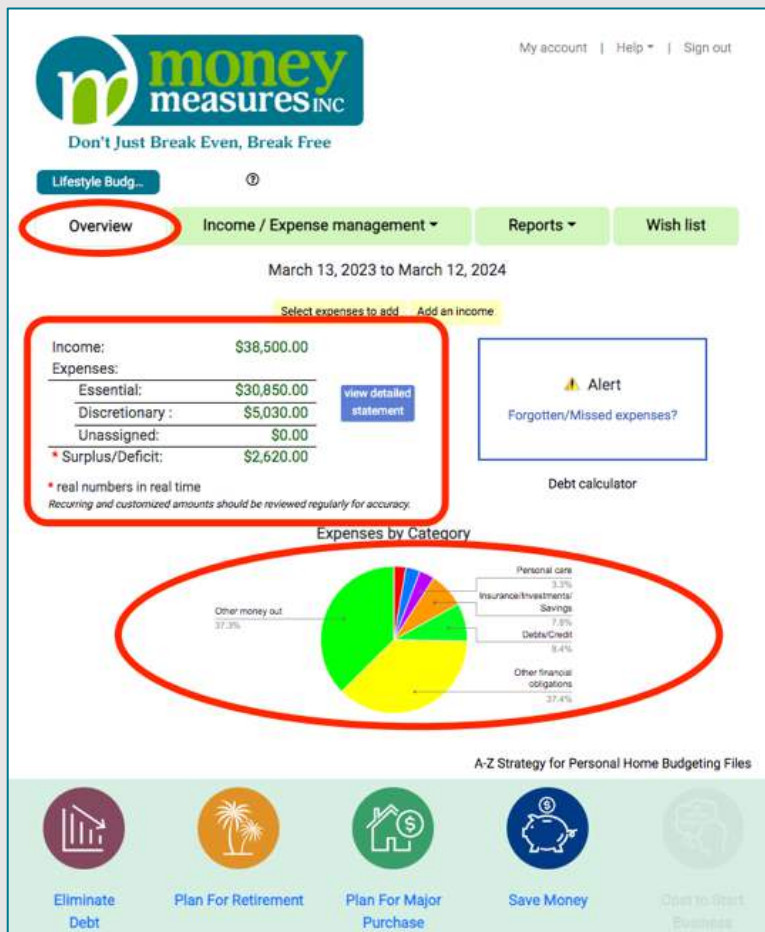 My account | Help | Sign out
money
measures INC
Don't Just Break Even, Break Free
Lifestyle Budg...
Overview
Income / Expense management
Reports
Wish list
March 13, 2023 to March 12, 2024
Select expenses to add
Add an income
Income: $38,500.00
Expenses:
Essential: $30,850.00
Discretionary : $5,030.00
Unassigned: $0.00
* Surplus/Deficit: $2,620.00
view detailed
statement
* real numbers in real time
Recurring and customized amounts should be reviewed regularly for accuracy.
Alert
Forgotten/Missed expenses?
Debt calculator
Expenses by Category
Other money out
37.3%
Personal care
3.3%
Insurance/Investments/
Savings
7.8%
Debts/Credit
8.4%
Other financial
obligations
37.4%
A-Z Strategy for Personal Home Budgeting Files
Eliminate
Debt
Plan For Retirement
Plan For Major
Purchase
Save Money
Business